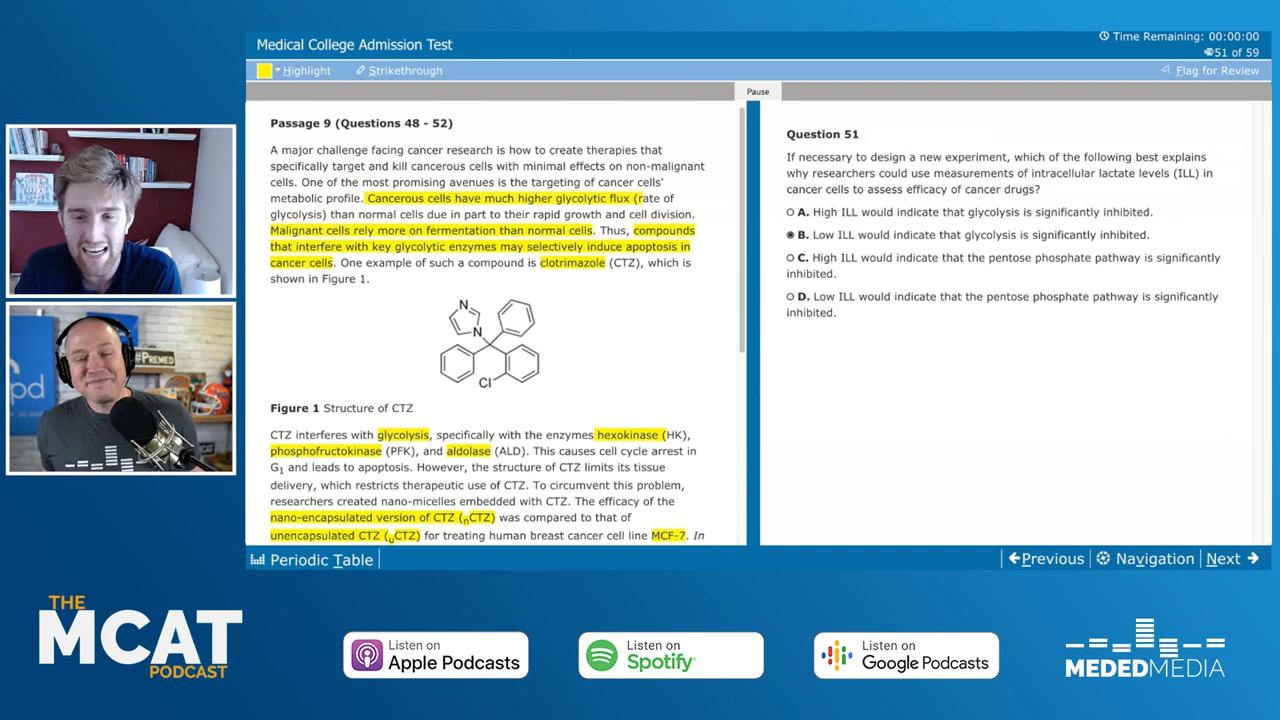 Medical College Admission Test
Time Remaining: 00:00:00
51 of 59
Highlight
Strikethrough
Flag for Review
Pause
Passage 9 (Questions 48 - 52)
A major challenge facing cancer research is how to create therapies that
specifically target and kill cancerous cells with minimal effects on non-malignant
cells. One of the most promising avenues is the targeting of cancer cells'
metabolic profile. Cancerous cells have much higher glycolytic flux (rate of
glycolysis) than normal cells due in part to their rapid growth and cell division.
Malignant cells rely more on fermentation than normal cells. Thus, compounds
that interfere with key glycolytic enzymes may selectively induce apoptosis in
cancer cells. One example of such a compound is clotrimazole (CTZ), which is
shown in Figure 1.
N
N
Cl
Figure 1 Structure of CTZ
CTZ interferes with glycolysis, specifically with the enzymes hexokinase (HK),
phosphofructokinase (PFK), and aldolase (ALD). This causes cell cycle arrest in
G1 and leads to apoptosis. However, the structure of CTZ limits its tissue
delivery, which restricts therapeutic use of CTZ. To circumvent this problem,
researchers created nano-micelles embedded with CTZ. The efficacy of the
nano-encapsulated version of CTZ (nCTZ) was compared to that of
unencapsulated CTZ (uCTZ) for treating human breast cancer cell line MCF-7. In
Question 51
If necessary to design a new experiment, which of the following best explains
why researchers could use measurements of intracellular lactate levels (ILL) in
cancer cells to assess efficacy of cancer drugs?
A. High ILL would indicate that glycolysis is significantly inhibited.
B. Low ILL would indicate that glycolysis is significantly inhibited.
C. High ILL would indicate that the pentose phosphate pathway is significantly
inhibited.
D. Low ILL would indicate that the pentose phosphate pathway is significantly
inhibited.
Periodic Table
Previous
Navigation
Next
pd
#PREMED
THE
MCAT
PODCAST
Listen on
Apple Podcasts
Listen on
Spotify
Listen on
Google Podcasts
MEDEDMEDIA